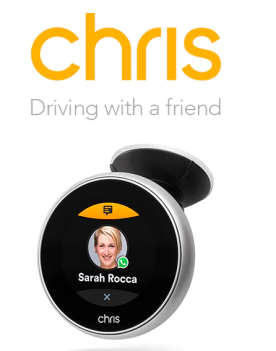 chris
Driving with a friend
Sarah Rocca
chris